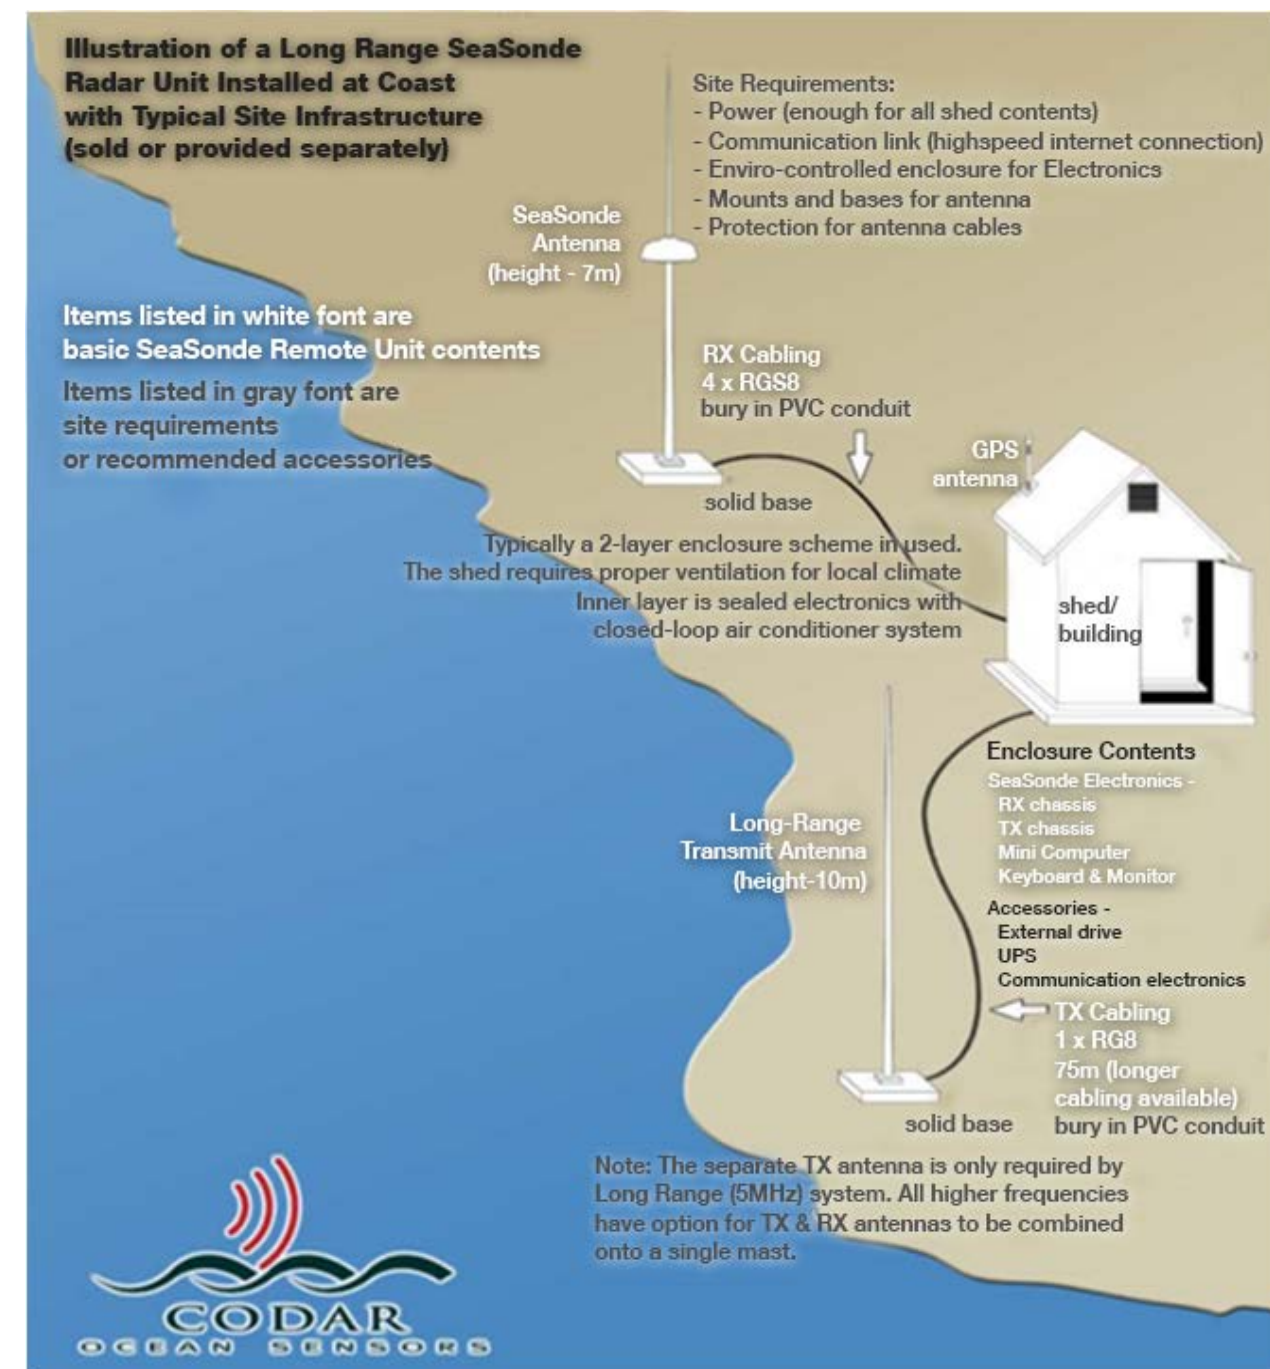 Illustration of a Long Range SeaSonde
Radar Unit Installed at Coast
with Typical Site Infrastructure
(sold or provided separately)
Site Requirements:
- Power (enough for all shed contents)
- Communication link (highspeed internet connection)
- Enviro-controlled enclosure for Electronics
- Mounts and bases for antenna
- Protection for antenna cables
SeaSonde
Antenna
(height - 7m)
Items listed in white font are
basic SeaSonde Remote Unit contents
Items listed in gray font are
site requirements
or recommended accessories
RX Cabling
4 x RGS8
bury in PVC conduit
GPS
antenna
solid base
Typically a 2-layer enclosure scheme in used.
The shed requires proper ventilation for local climate
Inner layer is sealed electronics with
closed-loop air conditioner system
shed/
building
Long-Range
Transmit Antenna
(height-10m)
Enclosure Contents
SeaSonde Electronics -
RX chassis
TX chassis
Mini Computer
Keyboard & Monitor
Accessories -
External drive
UPS
Communication electronics
TX Cabling
1 x RG8
75m (longer
cabling available)
bury in PVC conduit
solid base
Note: The separate TX antenna is only required by
Long Range (5MHz) system. All higher frequencies
have option for TX & RX antennas to be combined
onto a single mast.
CODAR
OCEAN SENSORS